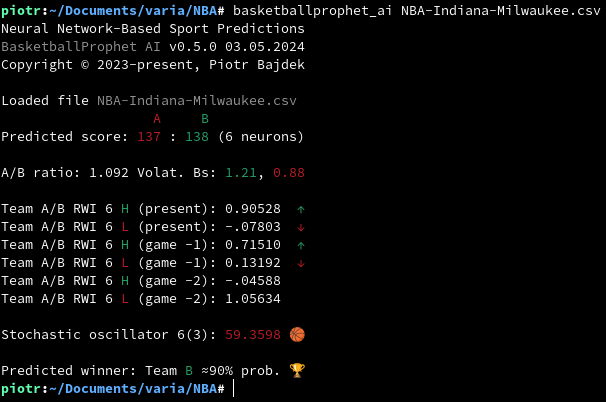 piotr:~/Documents/varia/NBA# basketballprophet_ai NBA-Indiana-Milwaukee.csv
Neural Network-Based Sport Predictions
BasketballProphet AI v0.5.0 03.05.2024
Copyright © 2023-present, Piotr Bajdek
Loaded file NBA-Indiana-Milwaukee.csv
A B
Predicted score: 137 : 138 (6 neurons)
A/B ratio: 1.092 Volat. Bs: 1.21, 0.88
Team A/B RWI 6 H (present): 0.90528 ↑
Team A/B RWI 6 L (present): -.07803 ↓
Team A/B RWI 6 H (game -1): 0.71510 ↑
Team A/B RWI 6 L (game -1): 0.13192 ↓
Team A/B RWI 6 H (game -2): -.04588
Team A/B RWI 6 L (game -2): 1.05634
Stochastic oscillator 6(3): 59.3598 🏀
Predicted winner: Team B ≈90% prob. 🏆
piotr:~/Documents/varia/NBA#